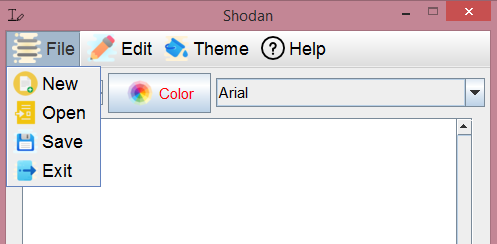 Shodan
File Edit Theme Help
New
Open
Save
Exit
Color
Arial